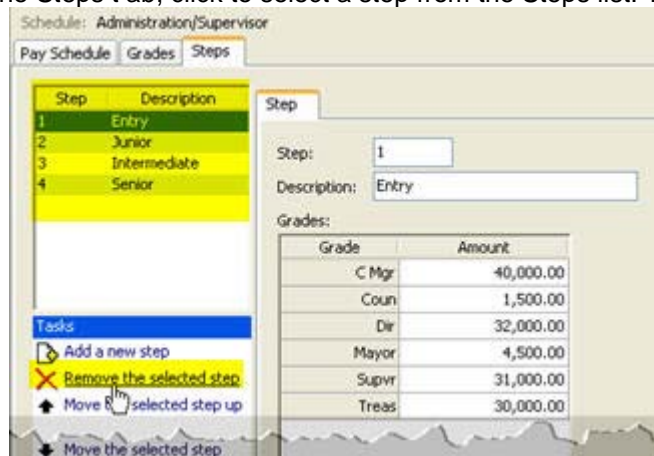 he Steps tab, click to select a step from the Steps list.
Schedule: Administration/Supervisor
Pay Schedule Grades Steps
Step Description
1 Entry
2 Junior
3 Intermediate
4 Senior
Tasks
Add a new step
Remove the selected step
Move selected step up
Move the selected step
Step
Step: 1
Description: Entry
Grades:
Grade Amount
C Mgr 40,000.00
Coun 1,500.00
Dir 32,000.00
Mayor 4,500.00
Supvr 31,000.00
Treas 30,000.00